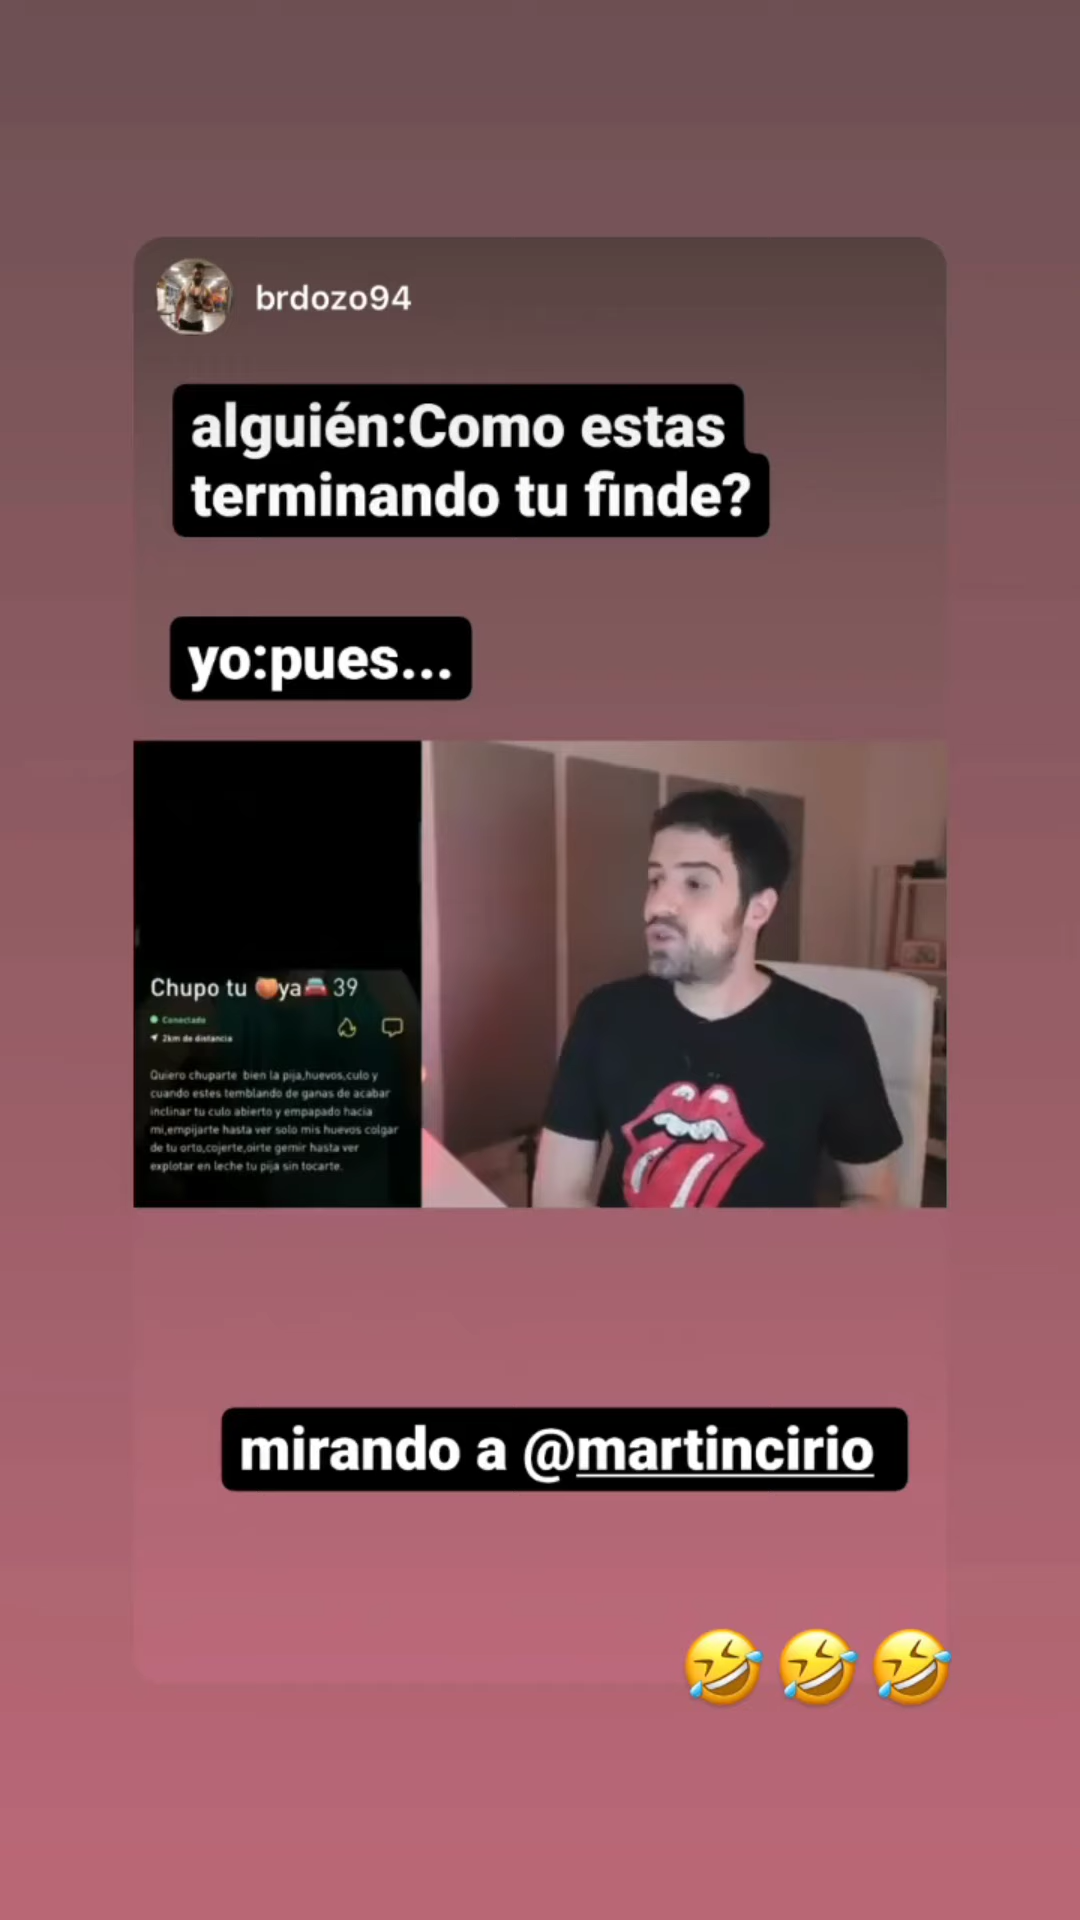 brdozo94
alguién:Como estas
terminando tu finde?
yo:pues...
Chupo tu 🍑ya🚘 39
Conectado
2km de distancia
Quiero chuparte bien la pija,huevos,culo y
cuando estes temblando de ganas de acabar
inclinar tu culo abierto y empapado hacia
mi,empijarte hasta ver solo mis huevos colgar
de tu orto,cojerte,oirte gemir hasta ver
explotar en leche tu pija sin tocarte.
mirando a @martincirio
🤣🤣🤣